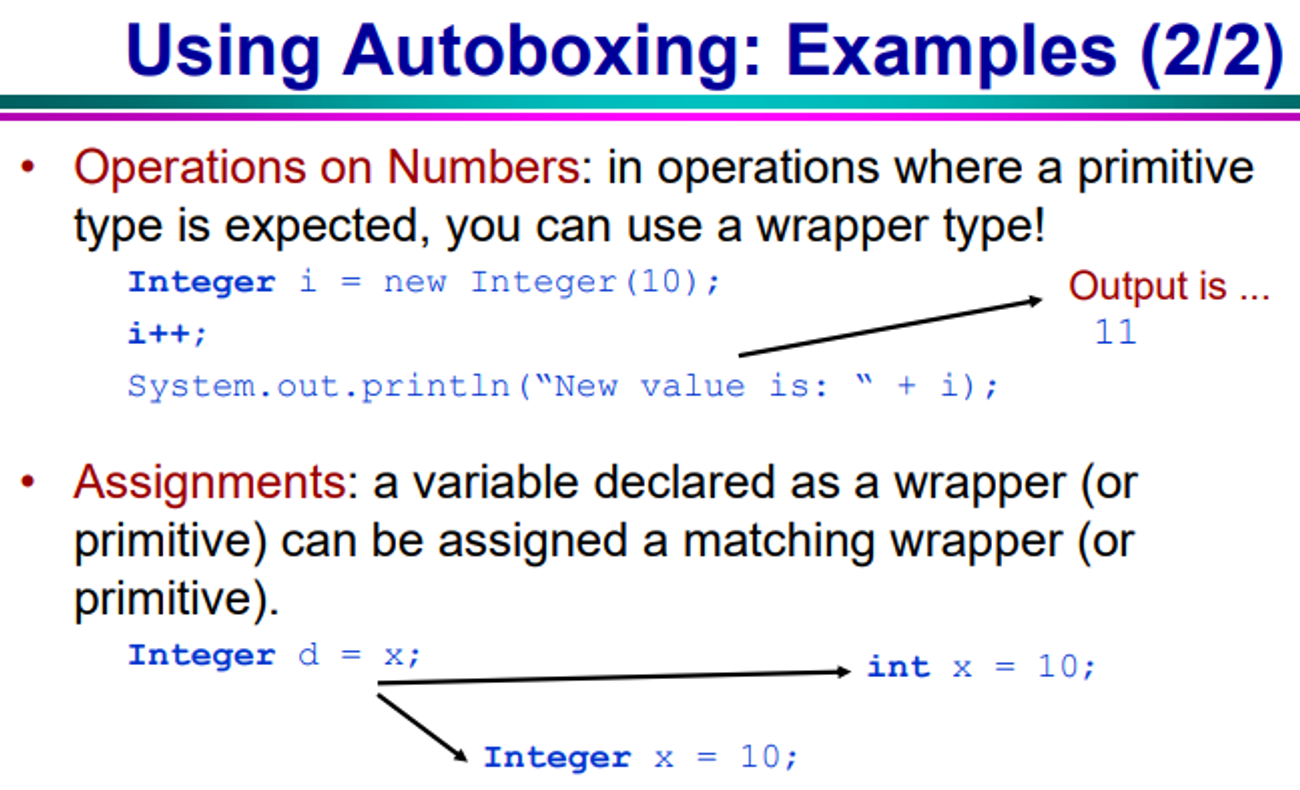 Using Autoboxing: Examples (2/2)
• Operations on Numbers: in operations where a primitive
type is expected, you can use a wrapper type!
Integer i = new Integer(10);
Output is ...
i++;
11
System.out.println(“New value is: “ + i);
• Assignments: a variable declared as a wrapper (or
primitive) can be assigned a matching wrapper (or
primitive).
Integer d = x;
int x = 10;
Integer x = 10;